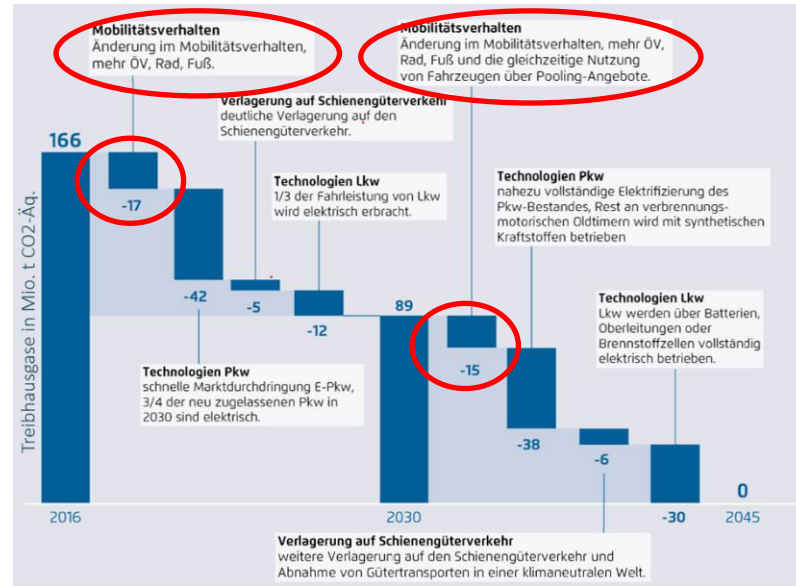 Mobilitätsverhalten
Änderung im Mobilitätsverhalten,
mehr ÖV, Rad, Fuß.
Mobilitätsverhalten
Änderung im Mobilitätsverhalten, mehr ÖV,
Rad, Fuß und die gleichzeitige Nutzung
von Fahrzeugen über Pooling-Angebote.
Verlagerung auf Schienengüterverkehr
deutliche Verlagerung auf den
Schienengüterverkehr.
166
Technologien Lkw
1/3 der Fahrleistung von Lkw
wird elektrisch erbracht.
Technologien Pkw
nahezu vollständige Elektrifizierung des
Pkw-Bestandes, Rest an verbrennungs-
motorischen Oldtimern wird mit synthetischen
Kraftstoffen betrieben
-17
-42
-5
-12
89
Technologien Lkw
Lkw werden über Batterien,
Oberleitungen oder
Brennstoffzellen vollständig
elektrisch betrieben.
Technologien Pkw
schnelle Marktdurchdringung E-Pkw,
3/4 der neu zugelassenen Pkw in
2030 sind elektrisch.
-15
-38
-6
-30
0
Treibhausgase in Mio. t CO2-Äq.
2016
2030
2045
Verlagerung auf Schienengüterverkehr
weitere Verlagerung auf den Schienengüterverkehr und
Abnahme von Gütertransporten in einer klimaneutralen Welt.